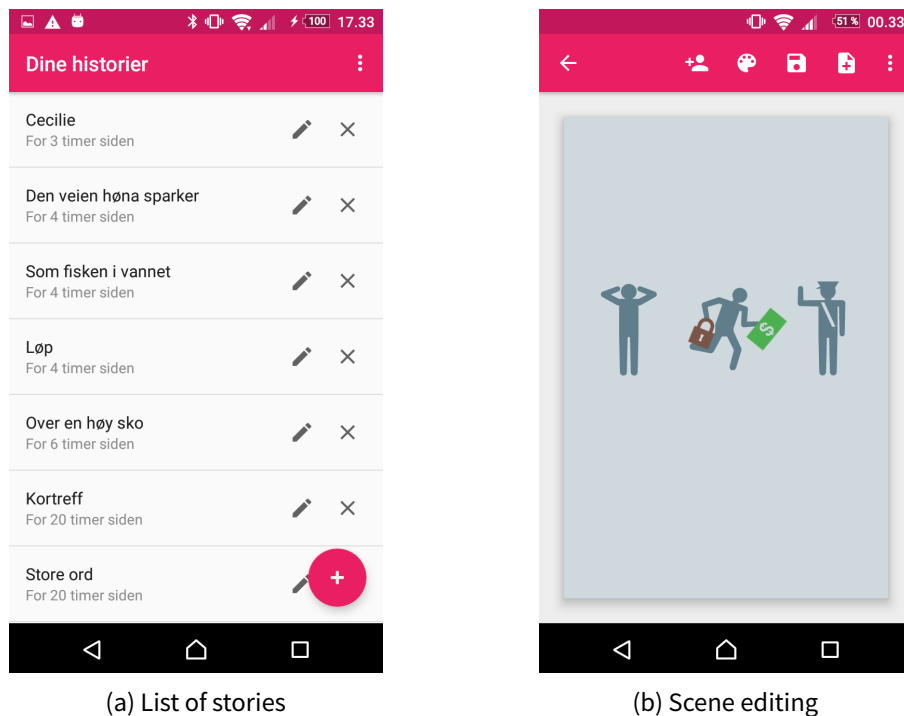 100 17.33
Dine historier
Cecilie
For 3 timer siden
Den veien høna sparker
For 4 timer siden
Som fisken i vannet
For 4 timer siden
Løp
For 4 timer siden
Over en høy sko
For 6 timer siden
Kortreff
For 20 timer siden
Store ord
For 20 timer siden
(a) List of stories
51% 00.33
$
(b) Scene editing